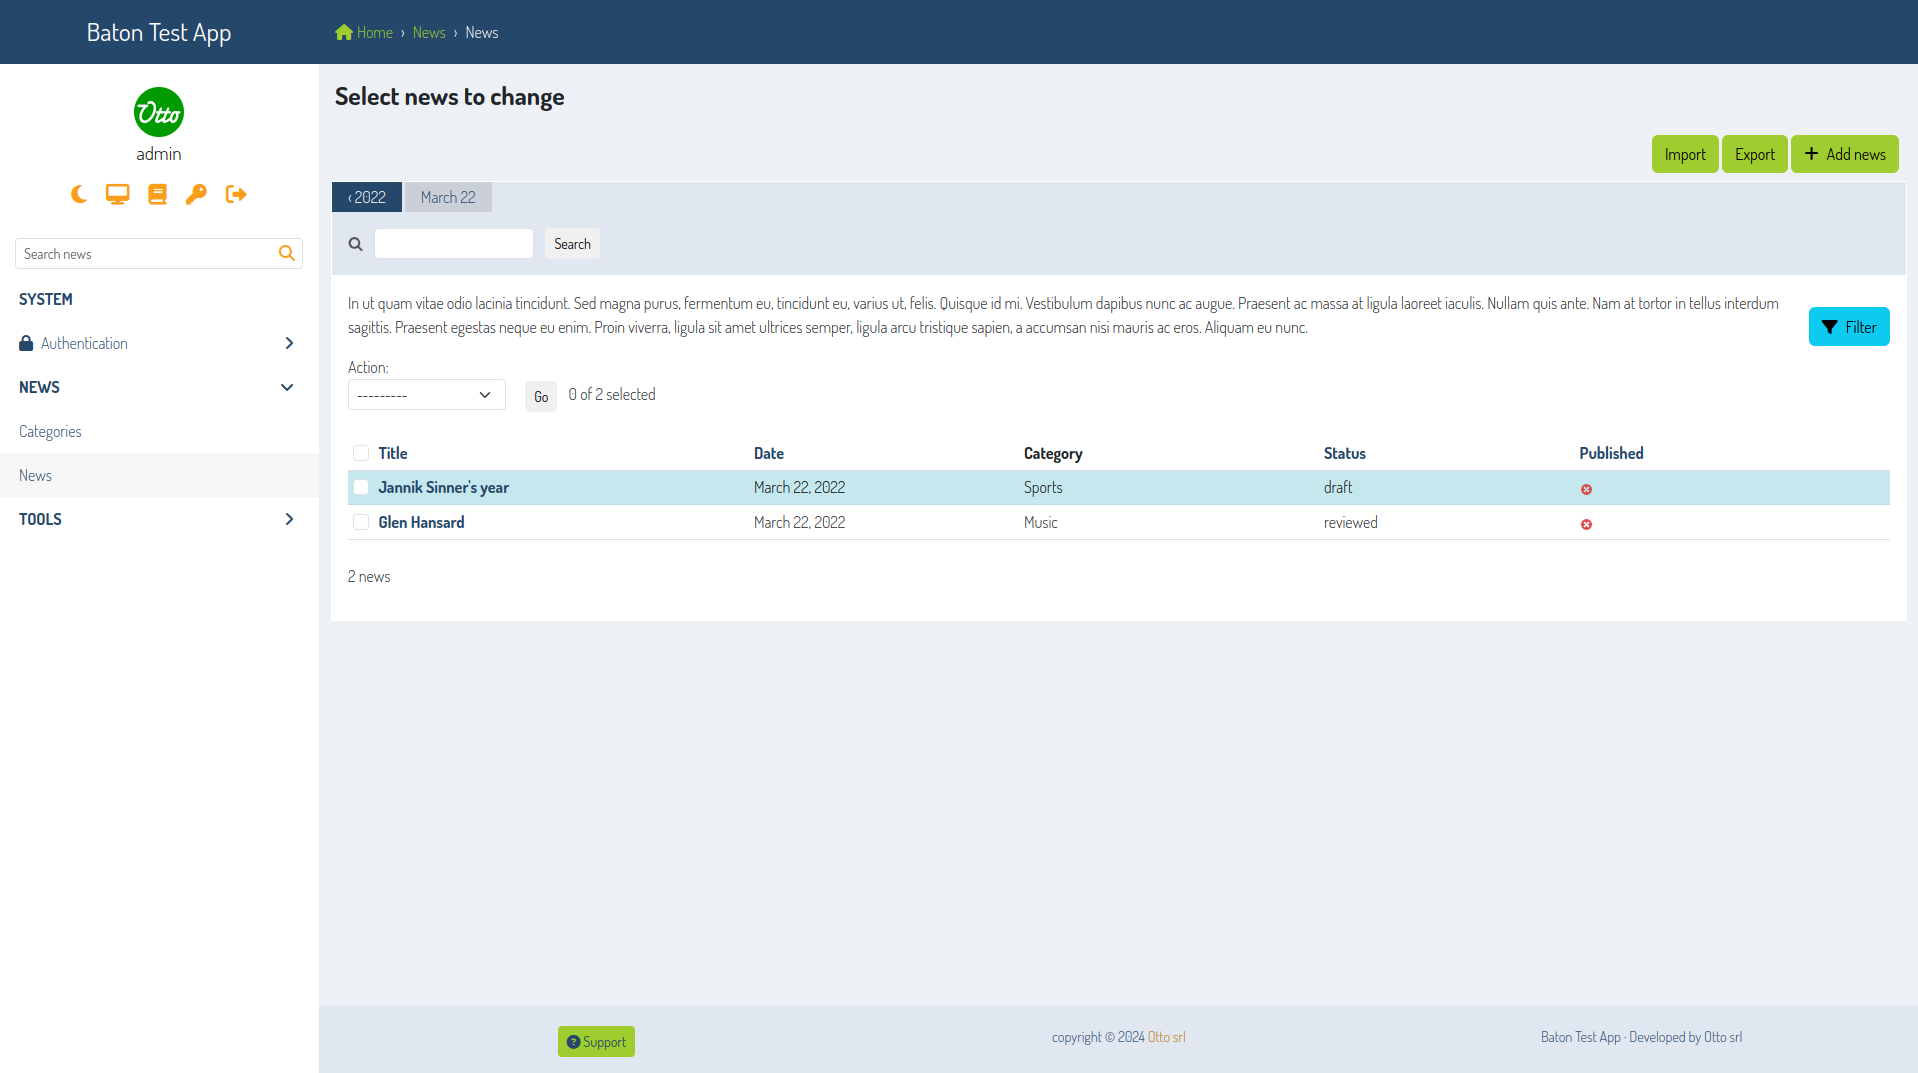 Baton Test App
Home › News › News
Otto
admin
Search news
SYSTEM
Authentication
NEWS
Categories
News
TOOLS
Select news to change
Import
Export
Add news
‹ 2022
March 22
Search
In ut quam vitae odio lacinia tincidunt. Sed magna purus, fermentum eu, tincidunt eu, varius ut, felis. Quisque id mi. Vestibulum dapibus nunc ac augue. Praesent ac massa at ligula laoreet iaculis. Nullam quis ante. Nam at tortor in tellus interdum
sagittis. Praesent egestas neque eu enim. Proin viverra, ligula sit amet ultrices semper, ligula arcu tristique sapien, a accumsan nisi mauris ac eros. Aliquam eu nunc.
Filter
Action:
---------
Go
0 of 2 selected
Title Date Category Status Published
Jannik Sinner's year March 22, 2022 Sports draft
Glen Hansard March 22, 2022 Music reviewed
2 news
Support
copyright © 2024 Otto srl
Baton Test App · Developed by Otto srl